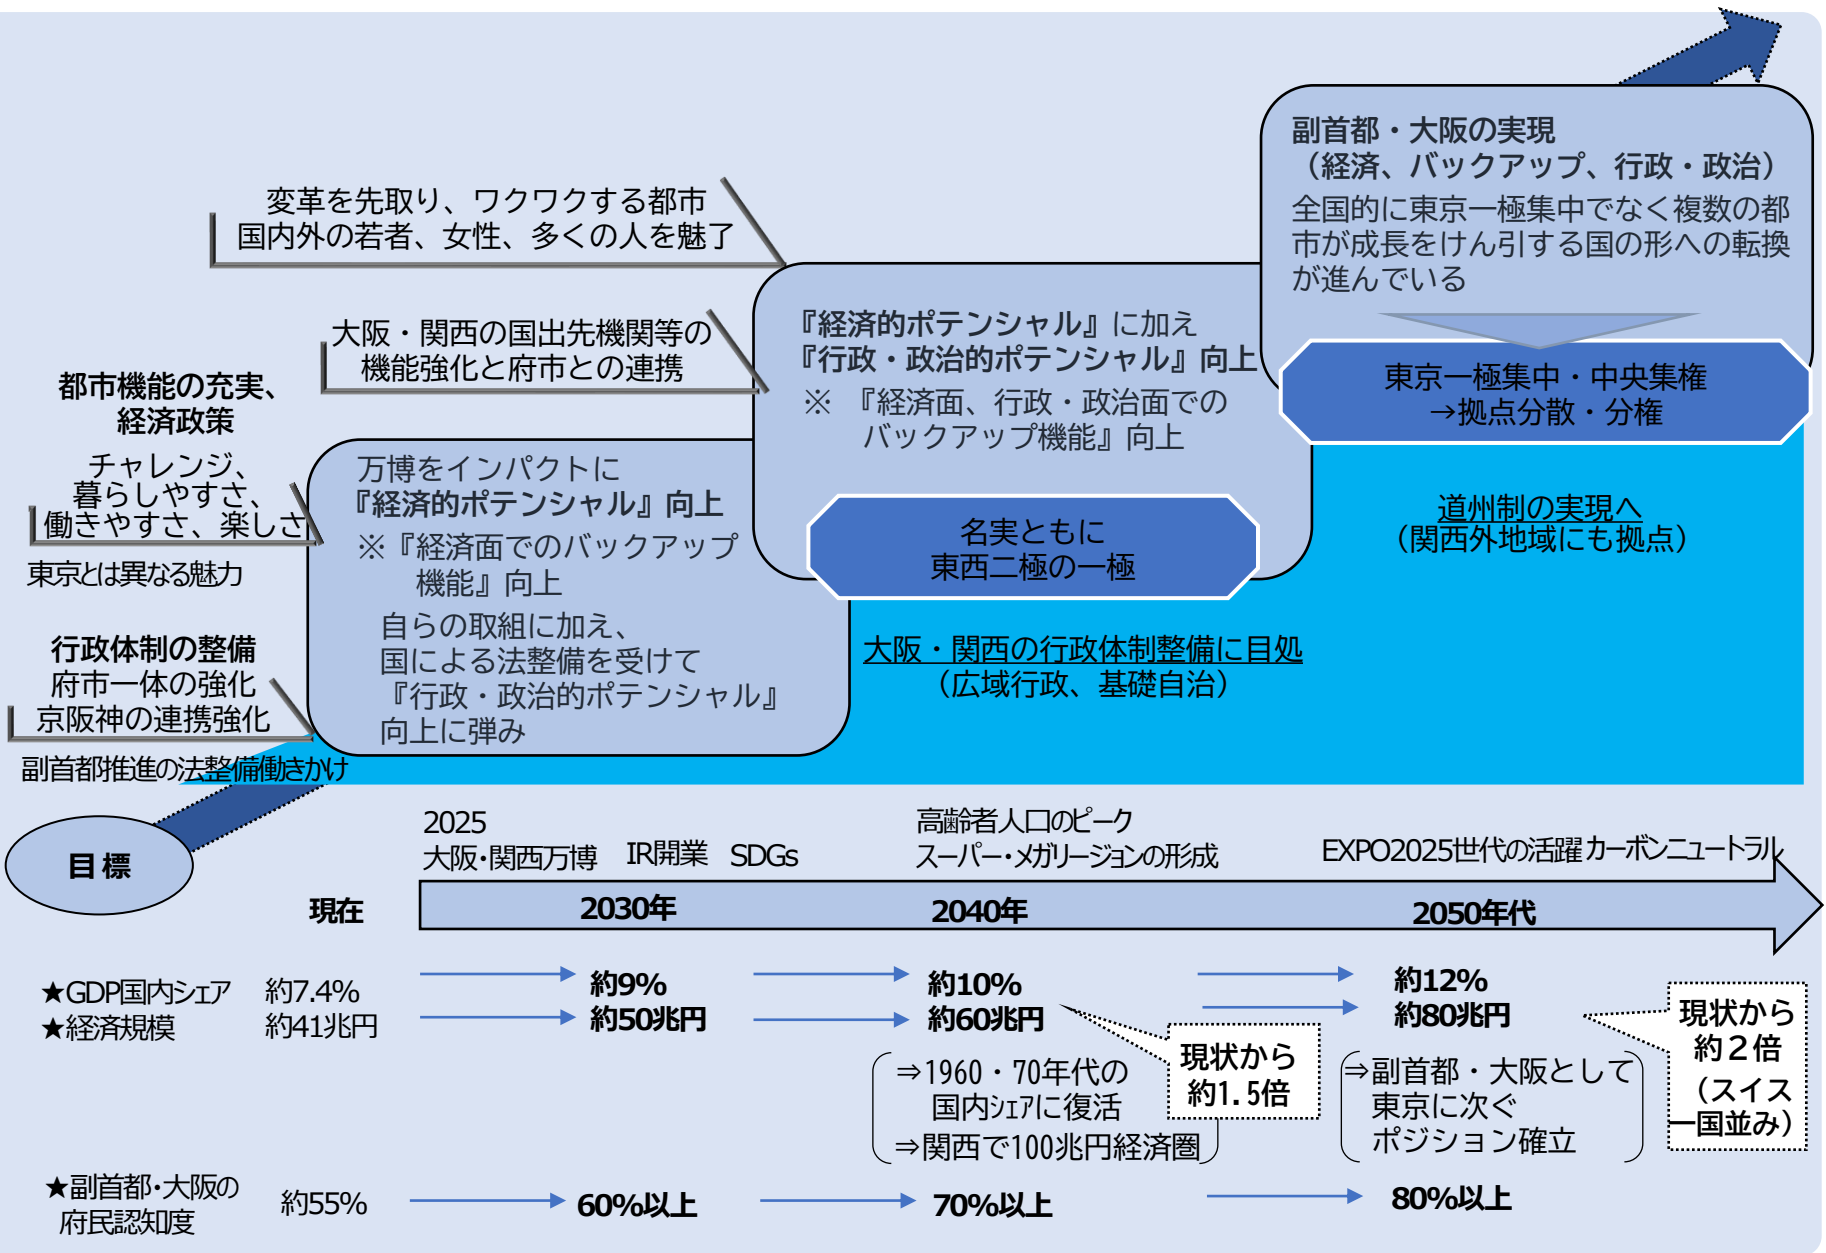 副首都・大阪の実現
（経済、バックアップ、行政・政治）
全国的に東京一極集中でなく複数の都
市が成長をけん引する国の形への転換
が進んでいる
東京一極集中・中央集権
→拠点分散・分権
道州制の実現へ
（関西外地域にも拠点）
変革を先取り、ワクワクする都市
国内外の若者、女性、多くの人を魅了
大阪・関西の国出先機関等の
機能強化と府市との連携
『経済的ポテンシャル』に加え
『行政・政治的ポテンシャル』向上
※ 『経済面、行政・政治面での
バックアップ機能』向上
名実ともに
東西二極の一極
大阪・関西の行政体制整備に目処
（広域行政、基礎自治）
都市機能の充実、
経済政策
チャレンジ、
暮らしやすさ、
働きやすさ、楽しさ
東京とは異なる魅力
万博をインパクトに
『経済的ポテンシャル』向上
※『経済面でのバックアップ
機能』向上
自らの取組に加え、
国による法整備を受けて
『行政・政治的ポテンシャル』
向上に弾み
行政体制の整備
府市一体の強化
京阪神の連携強化
副首都推進の法整備働きかけ
目標
2025
大阪・関西万博
IR開業
SDGs
高齢者人口のピーク
スーパー・メガリージョンの形成
EXPO2025世代の活躍
カーボンニュートラル
現在
2030年
2040年
2050年代
★GDP国内シェア
約7.4%
約9%
約10%
約12%
★経済規模
約41兆円
約50兆円
約60兆円
約80兆円
現状から
約1.5倍
現状から
約２倍
（スイス
一国並み）
⇒1960・70年代の
国内シェアに復活
⇒関西で100兆円経済圏
⇒副首都・大阪として
東京に次ぐ
ポジション確立
★副首都・大阪の
府民認知度
約55%
60%以上
70%以上
80%以上